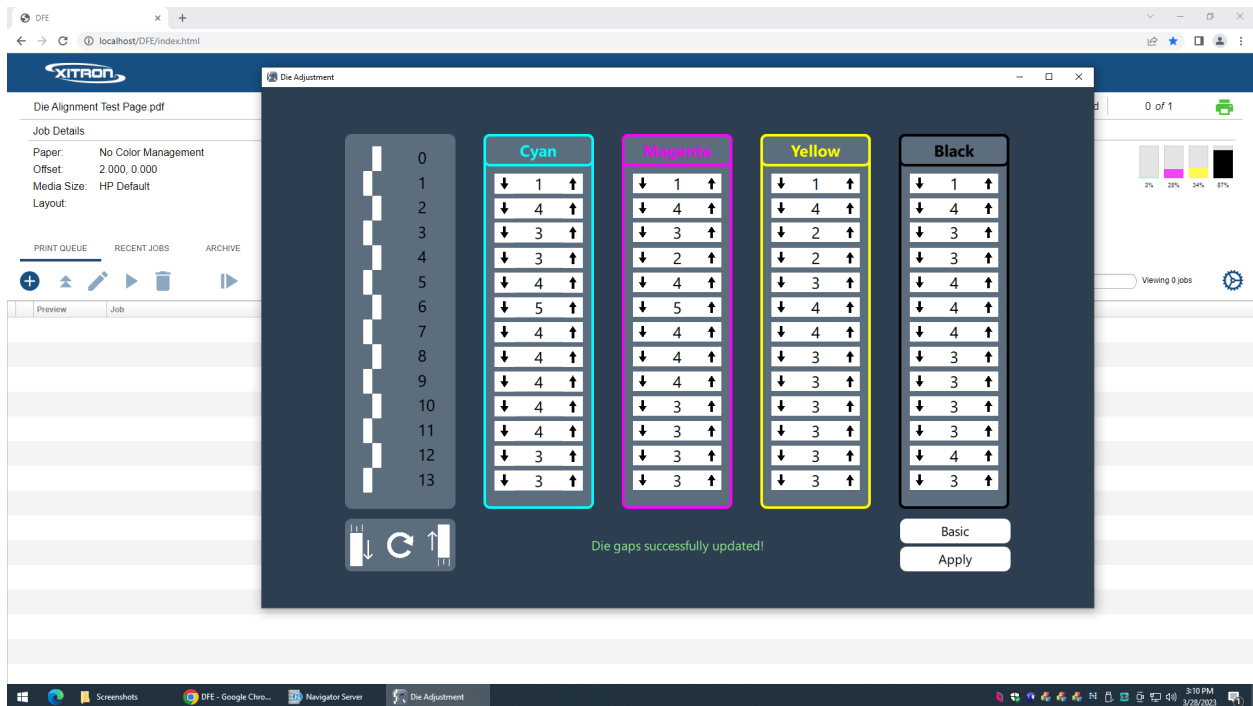 DFE
localhost/DFE/index.html
XITRON
Die Adjustment
Die Alignment Test Page.pdf
0 of 1
Job Details
Paper: No Color Management
Offset: 2.000, 0.000
Media Size: HP Default
Layout:
3% 28% 34% 87%
PRINT QUEUE RECENT JOBS ARCHIVE
Viewing 0 jobs
Preview Job
Cyan Magenta Yellow Black
0
1 1 1 1 1
2 4 4 4 4
3 3 3 2 3
4 3 2 2 3
5 4 4 3 4
6 5 5 4 4
7 4 4 4 4
8 4 4 3 3
9 4 4 3 3
10 4 3 3 3
11 4 3 3 3
12 3 3 3 4
13 3 3 3 3
Basic
Die gaps successfully updated!
Apply
Screenshots DFE - Google Chro... Navigator Server Die Adjustment
3:10 PM
3/28/2023